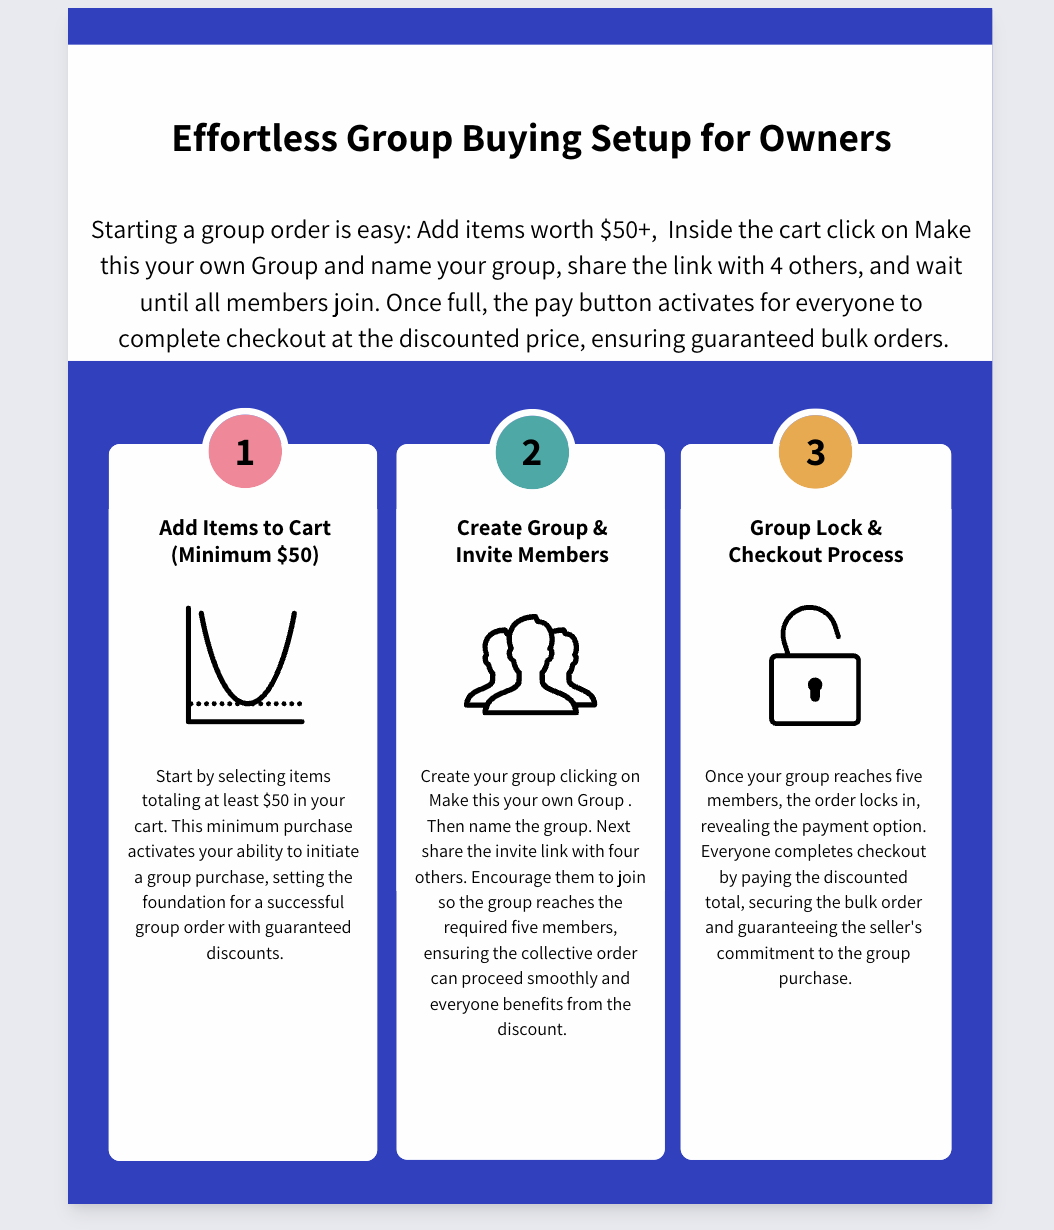 Effortless Group Buying Setup for Owners
Starting a group order is easy: Add items worth $50+,  Inside the cart click on Make
this your own Group and name your group, share the link with 4 others, and wait
until all members join. Once full, the pay button activates for everyone to
complete checkout at the discounted price, ensuring guaranteed bulk orders.
1
Add Items to Cart
(Minimum $50)
Start by selecting items
totaling at least $50 in your
cart. This minimum purchase
activates your ability to initiate
a group purchase, setting the
foundation for a successful
group order with guaranteed
discounts.
2
Create Group &
Invite Members
Create your group clicking on
Make this your own Group .
Then name the group. Next
share the invite link with four
others. Encourage them to join
so the group reaches the
required five members,
ensuring the collective order
can proceed smoothly and
everyone benefits from the
discount.
3
Group Lock &
Checkout Process
Once your group reaches five
members, the order locks in,
revealing the payment option.
Everyone completes checkout
by paying the discounted
total, securing the bulk order
and guaranteeing the seller's
commitment to the group
purchase.